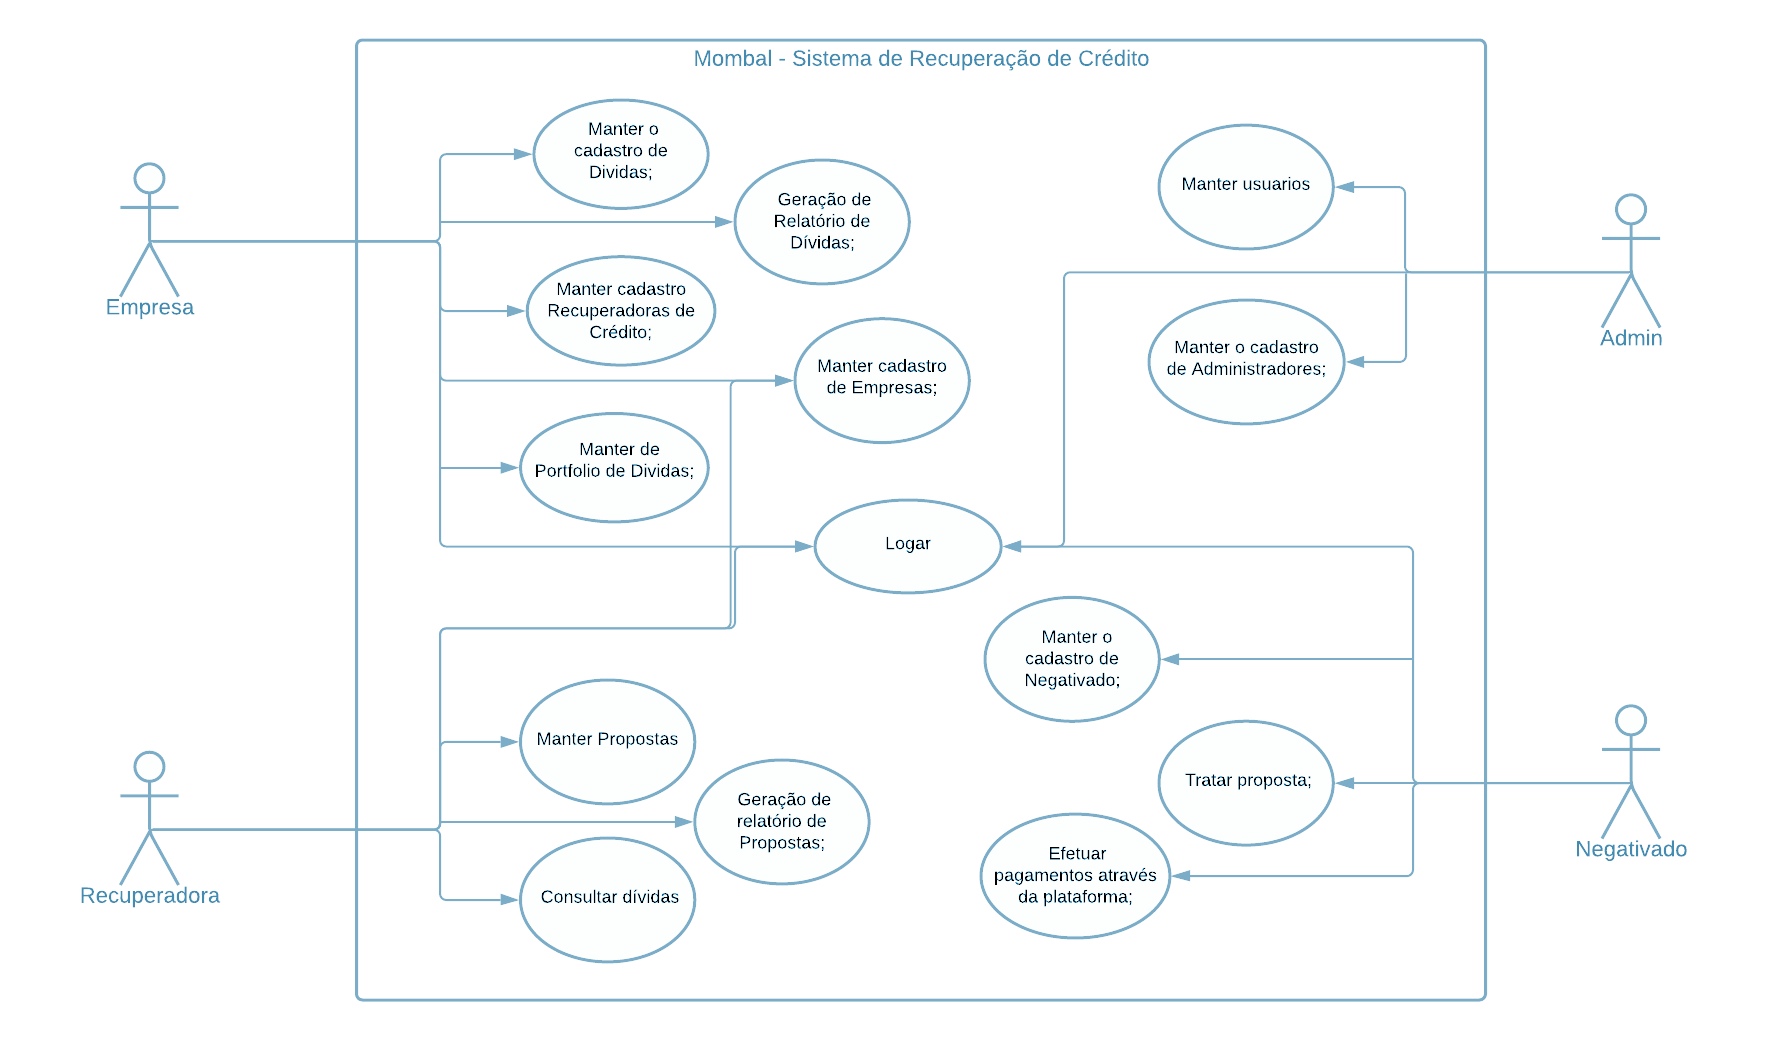 Mombal - Sistema de Recuperação de Crédito
Manter o
cadastro de
Dividas;
Geração de
Relatório de
Dívidas;
Manter usuarios
Empresa
Manter cadastro
Recuperadoras de
Crédito;
Admin
Manter cadastro
de Empresas;
Manter o cadastro
de Administradores;
Manter de
Portfolio de Dividas;
Logar
Manter o
cadastro de
Negativado;
Manter Propostas
Tratar proposta;
Geração de
relatório de
Propostas;
Negativado
Efetuar
pagamentos através
da plataforma;
Recuperadora
Consultar dívidas